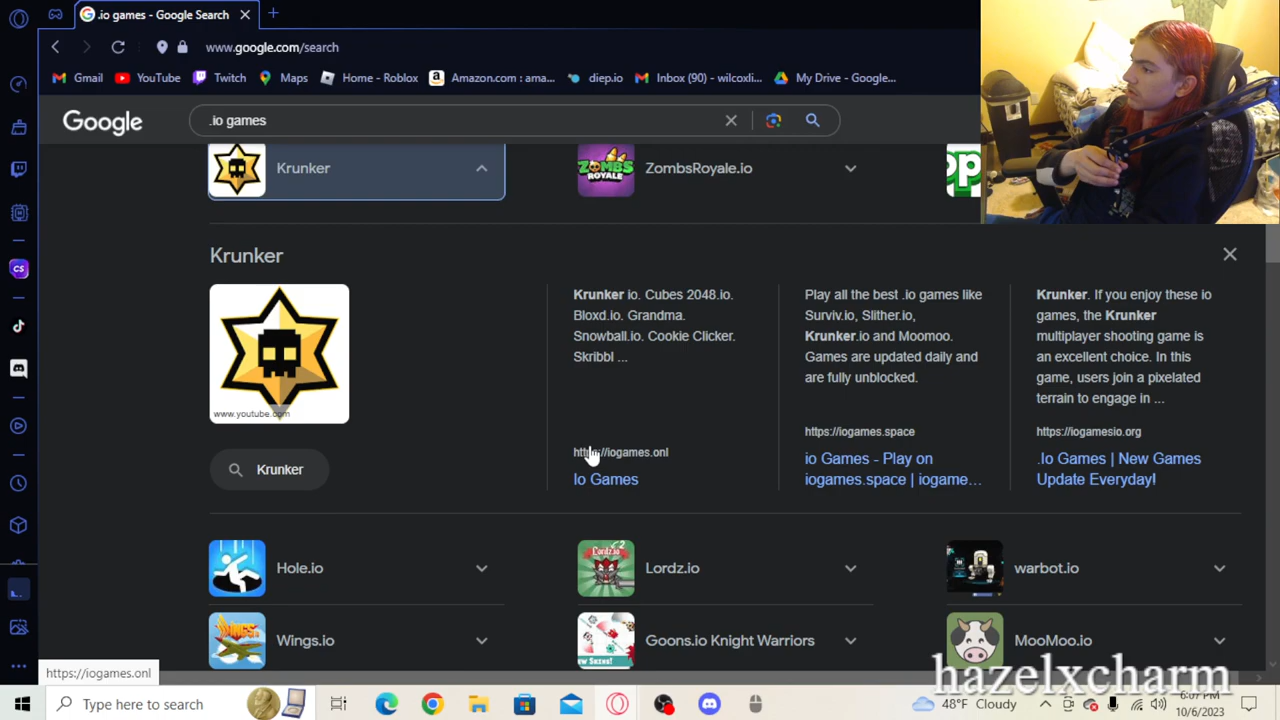 .io games - Google Search
www.google.com/search
Gmail YouTube Twitch Maps Home - Roblox Amazon.com : ama... diep.io Inbox (90) - wilcoxli... My Drive - Google...
Google .io games
Krunker ZombsRoyale.io
ZOMBS ROYALE
Krunker
www.youtube.com
Krunker
Krunker io. Cubes 2048.io.
Bloxd.io. Grandma.
Snowball.io. Cookie Clicker.
Skribbl ...
https://iogames.onl
Io Games
Play all the best .io games like
Surviv.io, Slither.io,
Krunker.io and Moomoo.
Games are updated daily and
are fully unblocked.
https://iogames.space
io Games - Play on
iogames.space | iogame...
Krunker. If you enjoy these io
games, the Krunker
multiplayer shooting game is
an excellent choice. In this
game, users join a pixelated
terrain to engage in ...
https://iogamesio.org
.Io Games | New Games
Update Everyday!
Hole.io Lordz.io warbot.io
Wings.io Goons.io Knight Warriors MooMoo.io
https://iogames.onl
hazelxcharm
Type here to search
48°F Cloudy
6:07 PM
10/6/2023